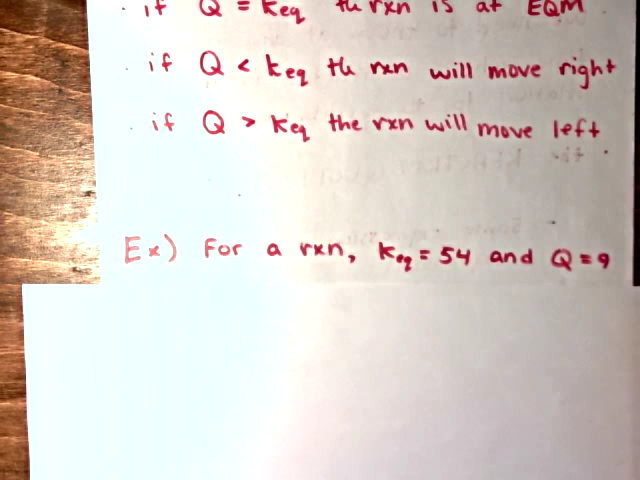 · if Q = Keq the rxn is at EQM
· if Q < Keq the rxn will move right
· if Q > Keq the rxn will move left
Ex) For a rxn, Keq = 54 and Q = 9